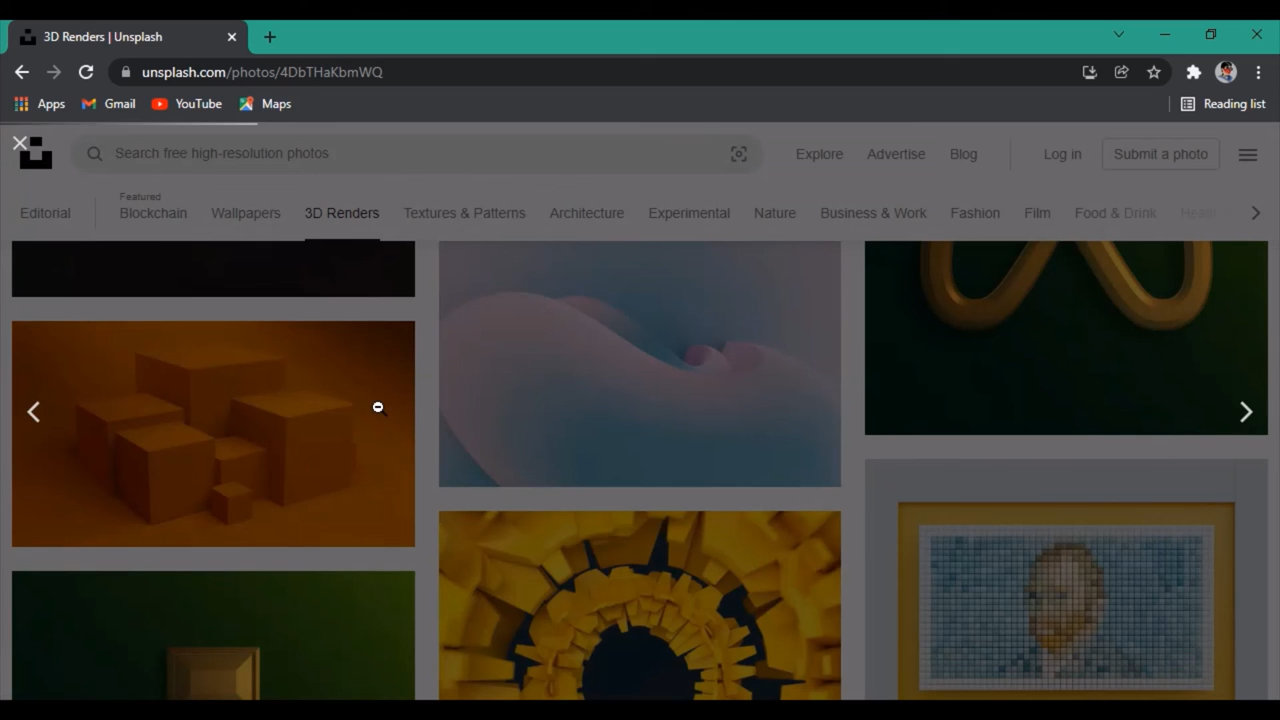 3D Renders | Unsplash
unsplash.com/photos/4DbTHaKbmWQ
Apps Gmail YouTube Maps Reading list
Search free high-resolution photos Explore Advertise Blog Log in Submit a photo
Featured
Editorial Blockchain Wallpapers 3D Renders Textures & Patterns Architecture Experimental Nature Business & Work Fashion Film Food & Drink